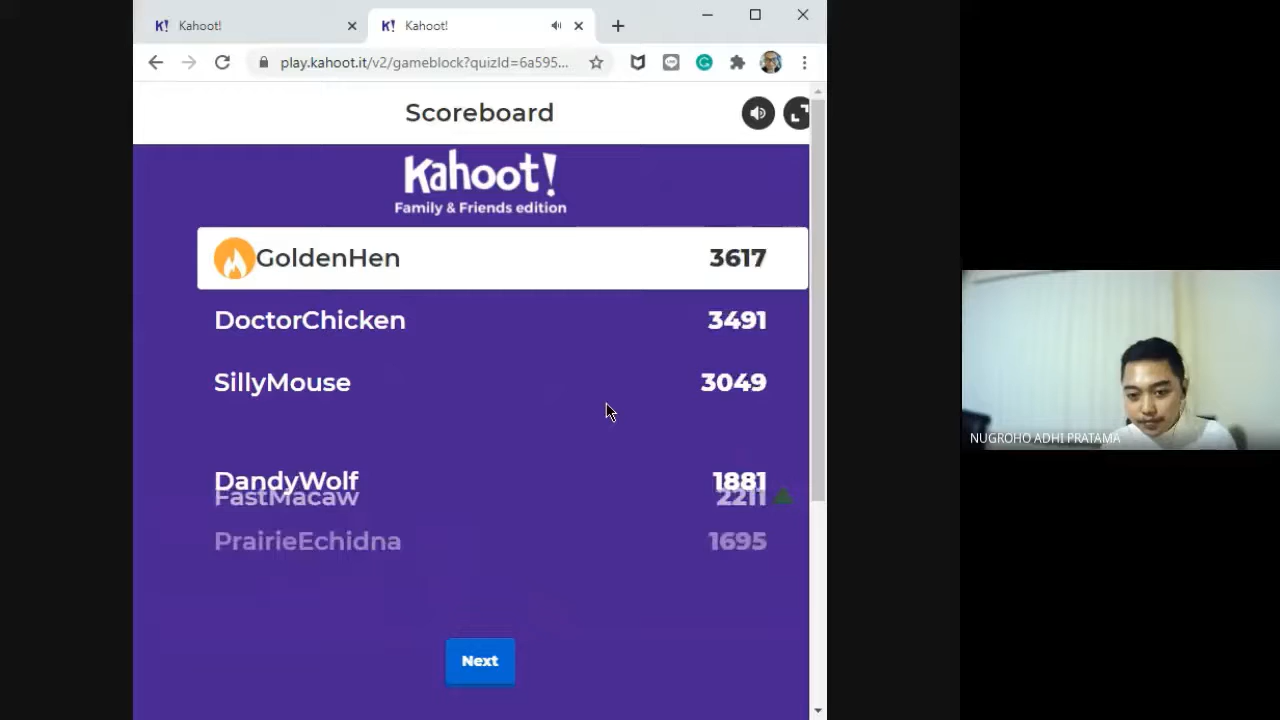 Kahoot!
Kahoot!
play.kahoot.it/v2/gameblock?quizId=6a595...
Scoreboard
Kahoot!
Family & Friends edition
GoldenHen 3617
DoctorChicken 3491
SillyMouse 3049
DandyWolf 1881
FastMacaw 2211
PrairieEchidna 1695
Next
NUGROHO ADHI PRATAMA